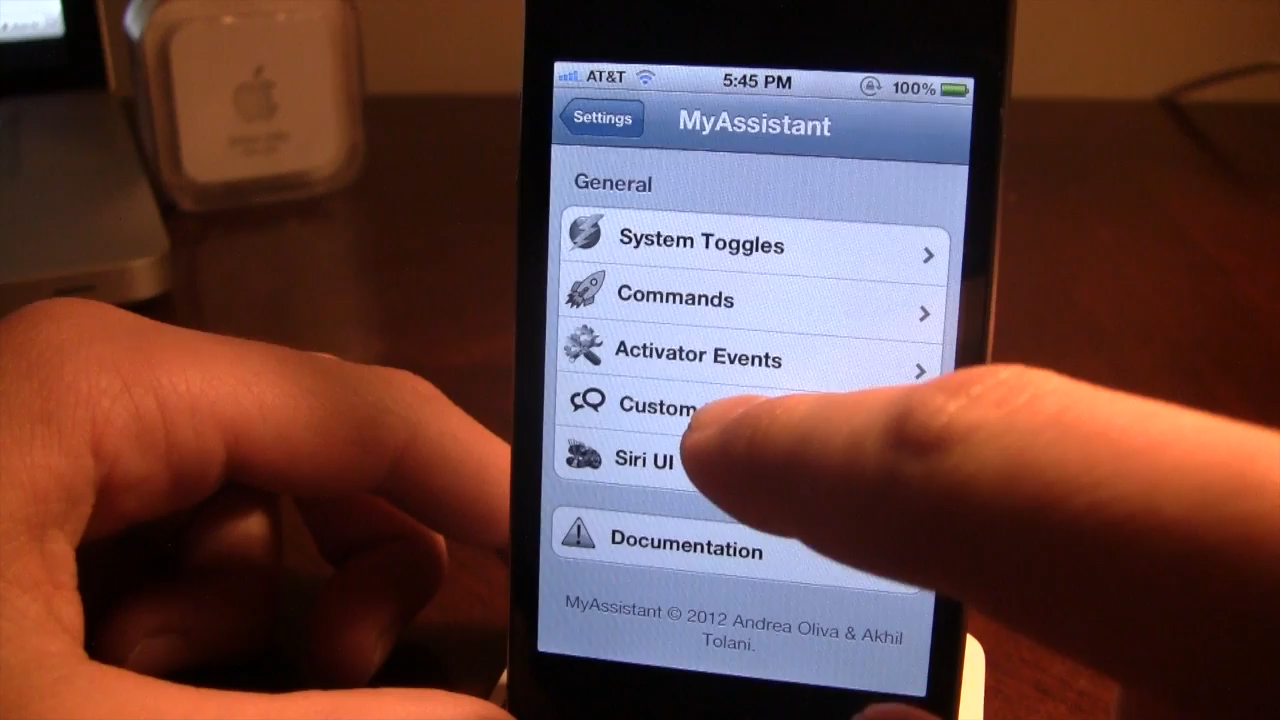 AT&T 5:45 PM 100%
Settings MyAssistant
General
System Toggles
Commands
Activator Events
Custom
Siri UI
Documentation
MyAssistant © 2012 Andrea Oliva & Akhil
Tolani.